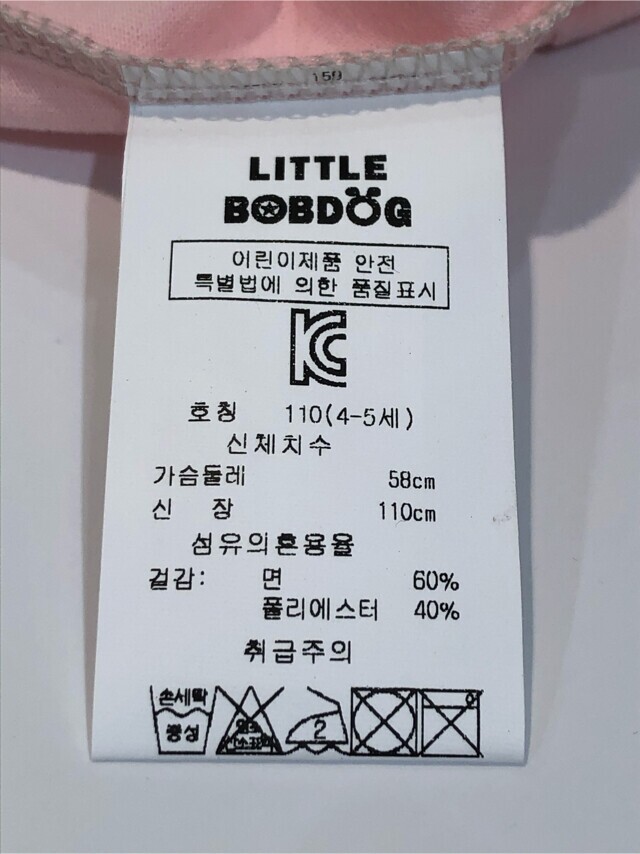 150
LITTLE
BOBDOG
어린이제품 안전
특별법에 의한 품질표시
KC
호칭 110(4-5세)
신체치수
가슴둘레 58cm
신 장 110cm
섬유의혼용율
겉감: 면 60%
폴리에스터 40%
취급주의
손세탁
중성
2